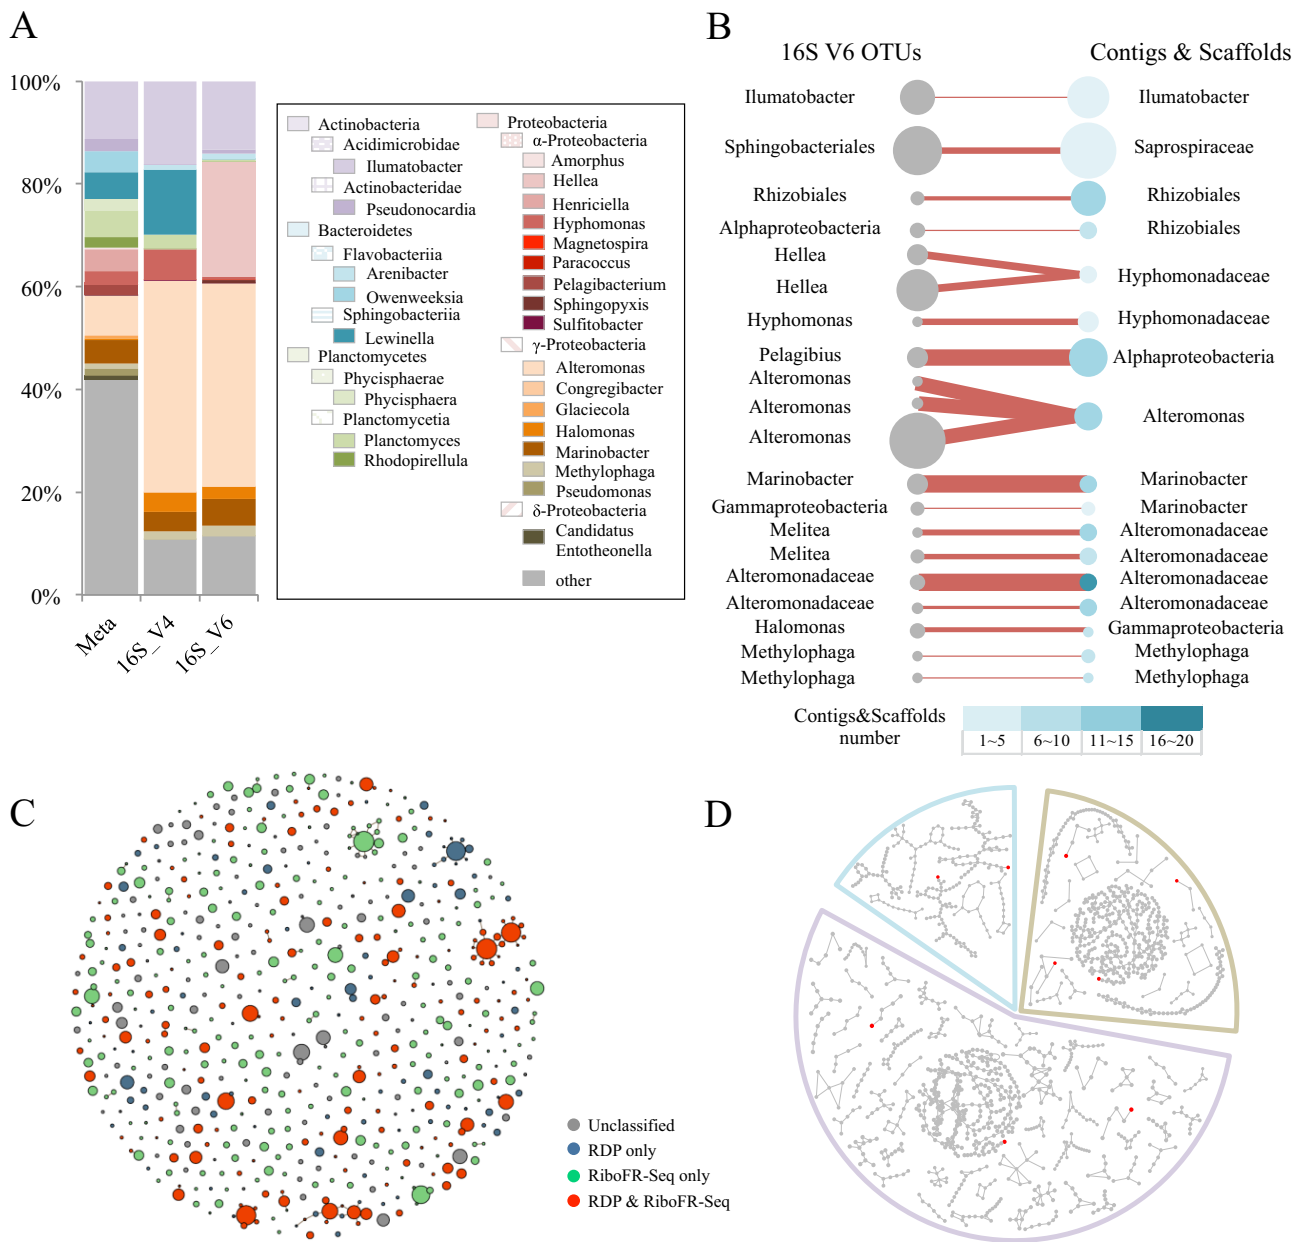 A
100%
80%
60%
40%
20%
0%
Meta
16S_V4
16S_V6
Actinobacteria
Acidimicrobidae
Ilumatobacter
Actinobacteridae
Pseudonocardia
Bacteroidetes
Flavobacteriia
Arenibacter
Owenweeksia
Sphingobacteriia
Lewinella
Planctomycetes
Phycisphaerae
Phycisphaera
Planctomycetia
Planctomyces
Rhodopirellula
Proteobacteria
α-Proteobacteria
Amorphus
Hellea
Henriciella
Hyphomonas
Magnetospira
Paracoccus
Pelagibacterium
Sphingopyxis
Sulfitobacter
γ-Proteobacteria
Alteromonas
Congregibacter
Glaciecola
Halomonas
Marinobacter
Methylophaga
Pseudomonas
δ-Proteobacteria
Candidatus
Entotheonella
other
B
16S V6 OTUs Contigs & Scaffolds
Ilumatobacter Ilumatobacter
Sphingobacteriales Saprospiraceae
Rhizobiales Rhizobiales
Alphaproteobacteria Rhizobiales
Hellea
Hellea Hyphomonadaceae
Hyphomonas Hyphomonadaceae
Pelagibius Alphaproteobacteria
Alteromonas
Alteromonas Alteromonas
Alteromonas
Marinobacter Marinobacter
Gammaproteobacteria Marinobacter
Melitea Alteromonadaceae
Melitea Alteromonadaceae
Alteromonadaceae Alteromonadaceae
Alteromonadaceae Alteromonadaceae
Halomonas Gammaproteobacteria
Methylophaga Methylophaga
Methylophaga Methylophaga
Contigs&Scaffolds
number
1~5 6~10 11~15 16~20
C
Unclassified
RDP only
RiboFR-Seq only
RDP & RiboFR-Seq
D